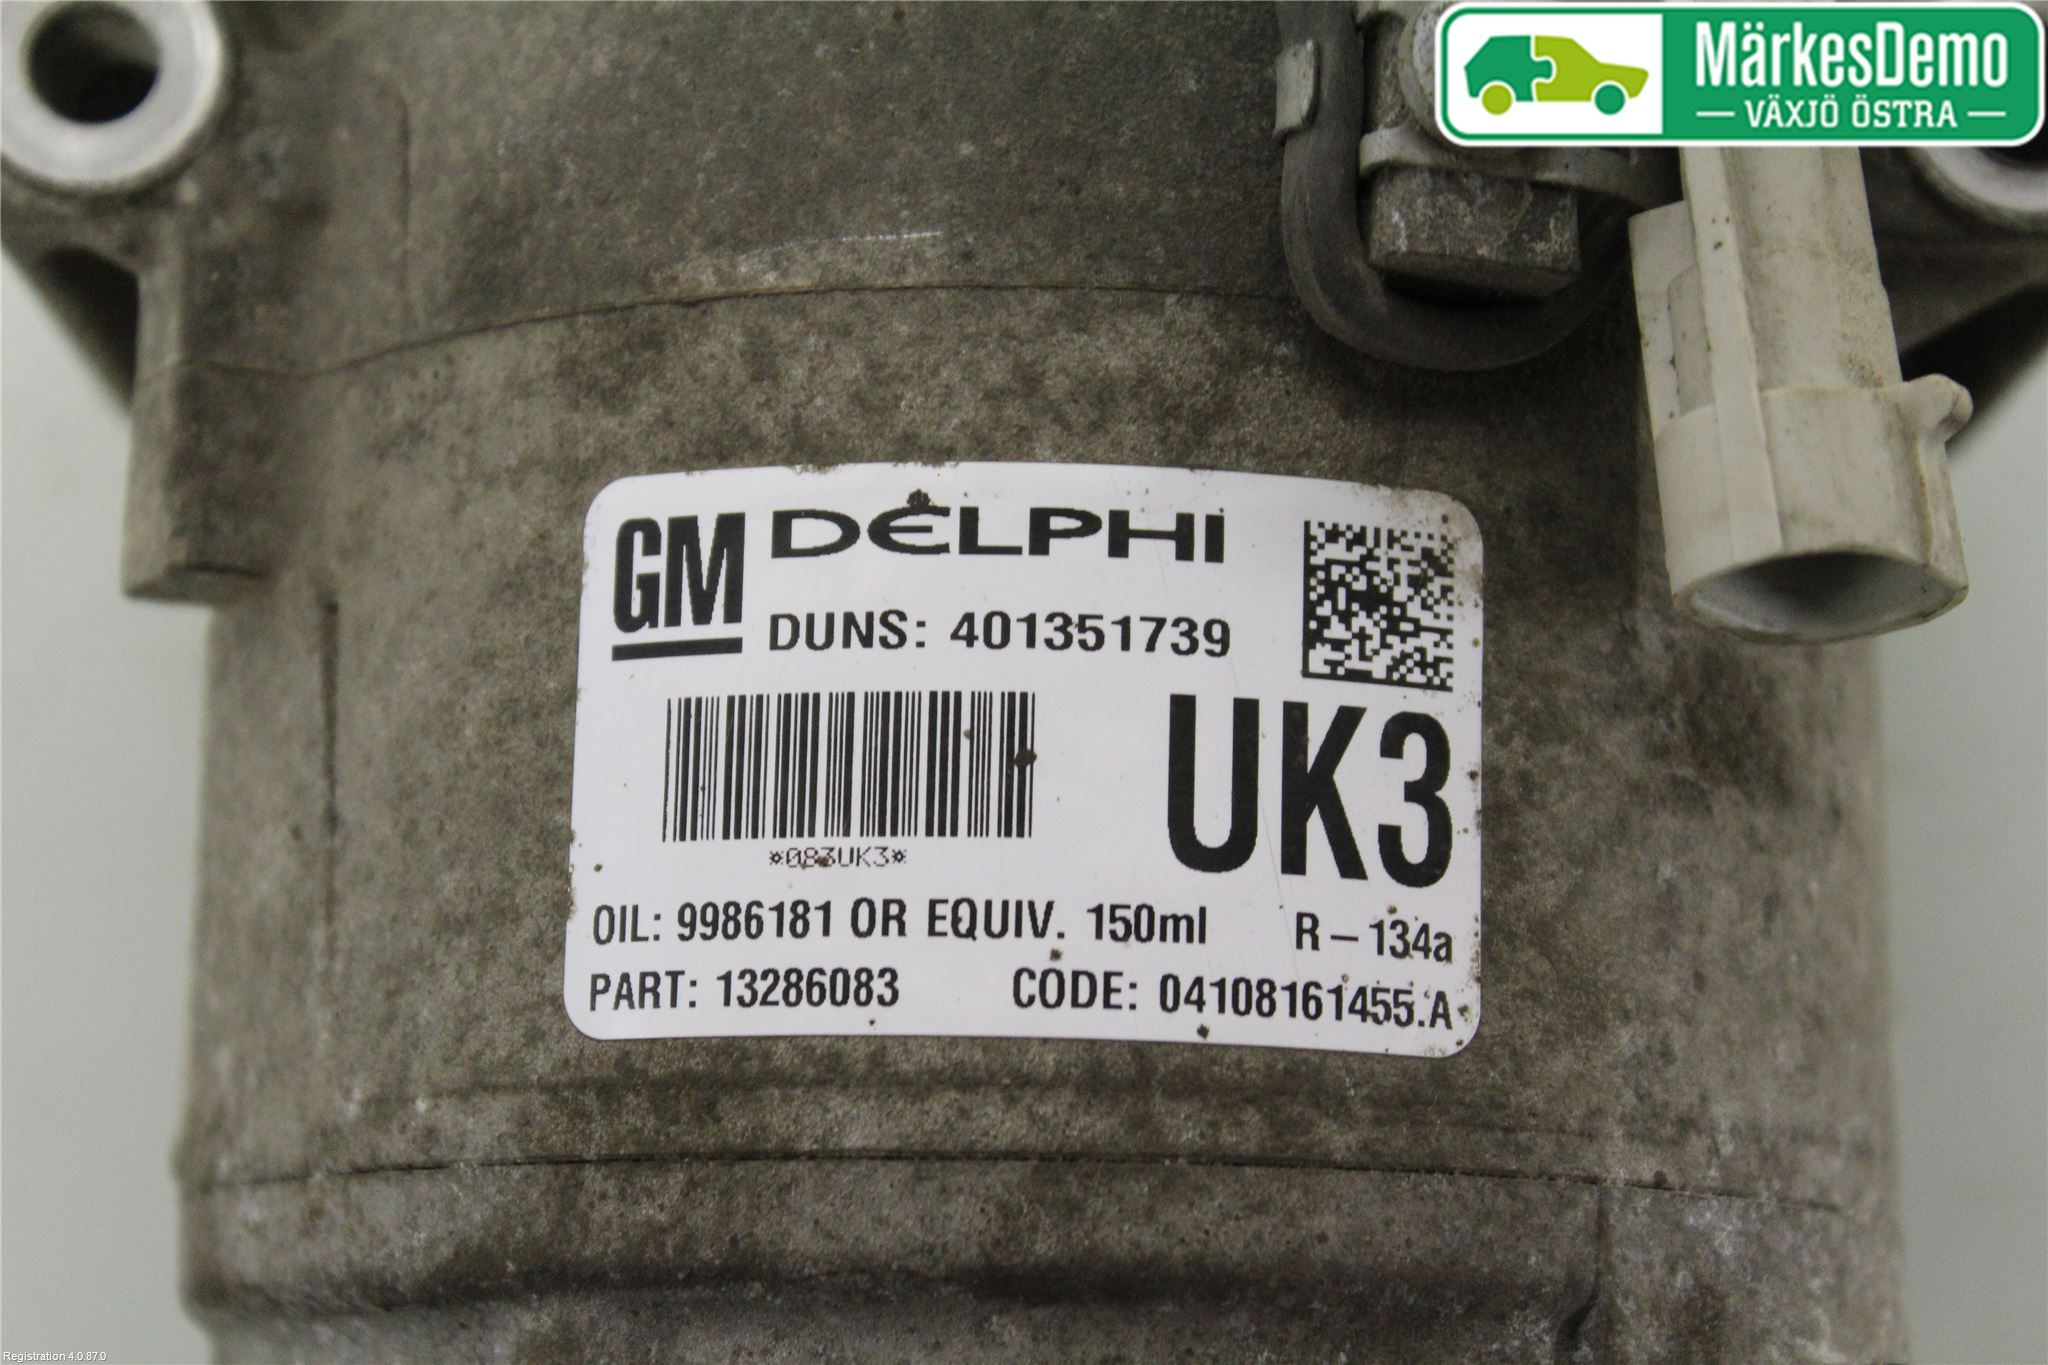 MärkesDemo
— VÄXJÖ ÖSTRA —
GM DELPHI
DUNS: 401351739
UK3
*083UK3*
OIL: 9986181 OR EQUIV. 150ml R-134a
PART: 13286083 CODE: 04108161455.A
Registration 4.0.87.0